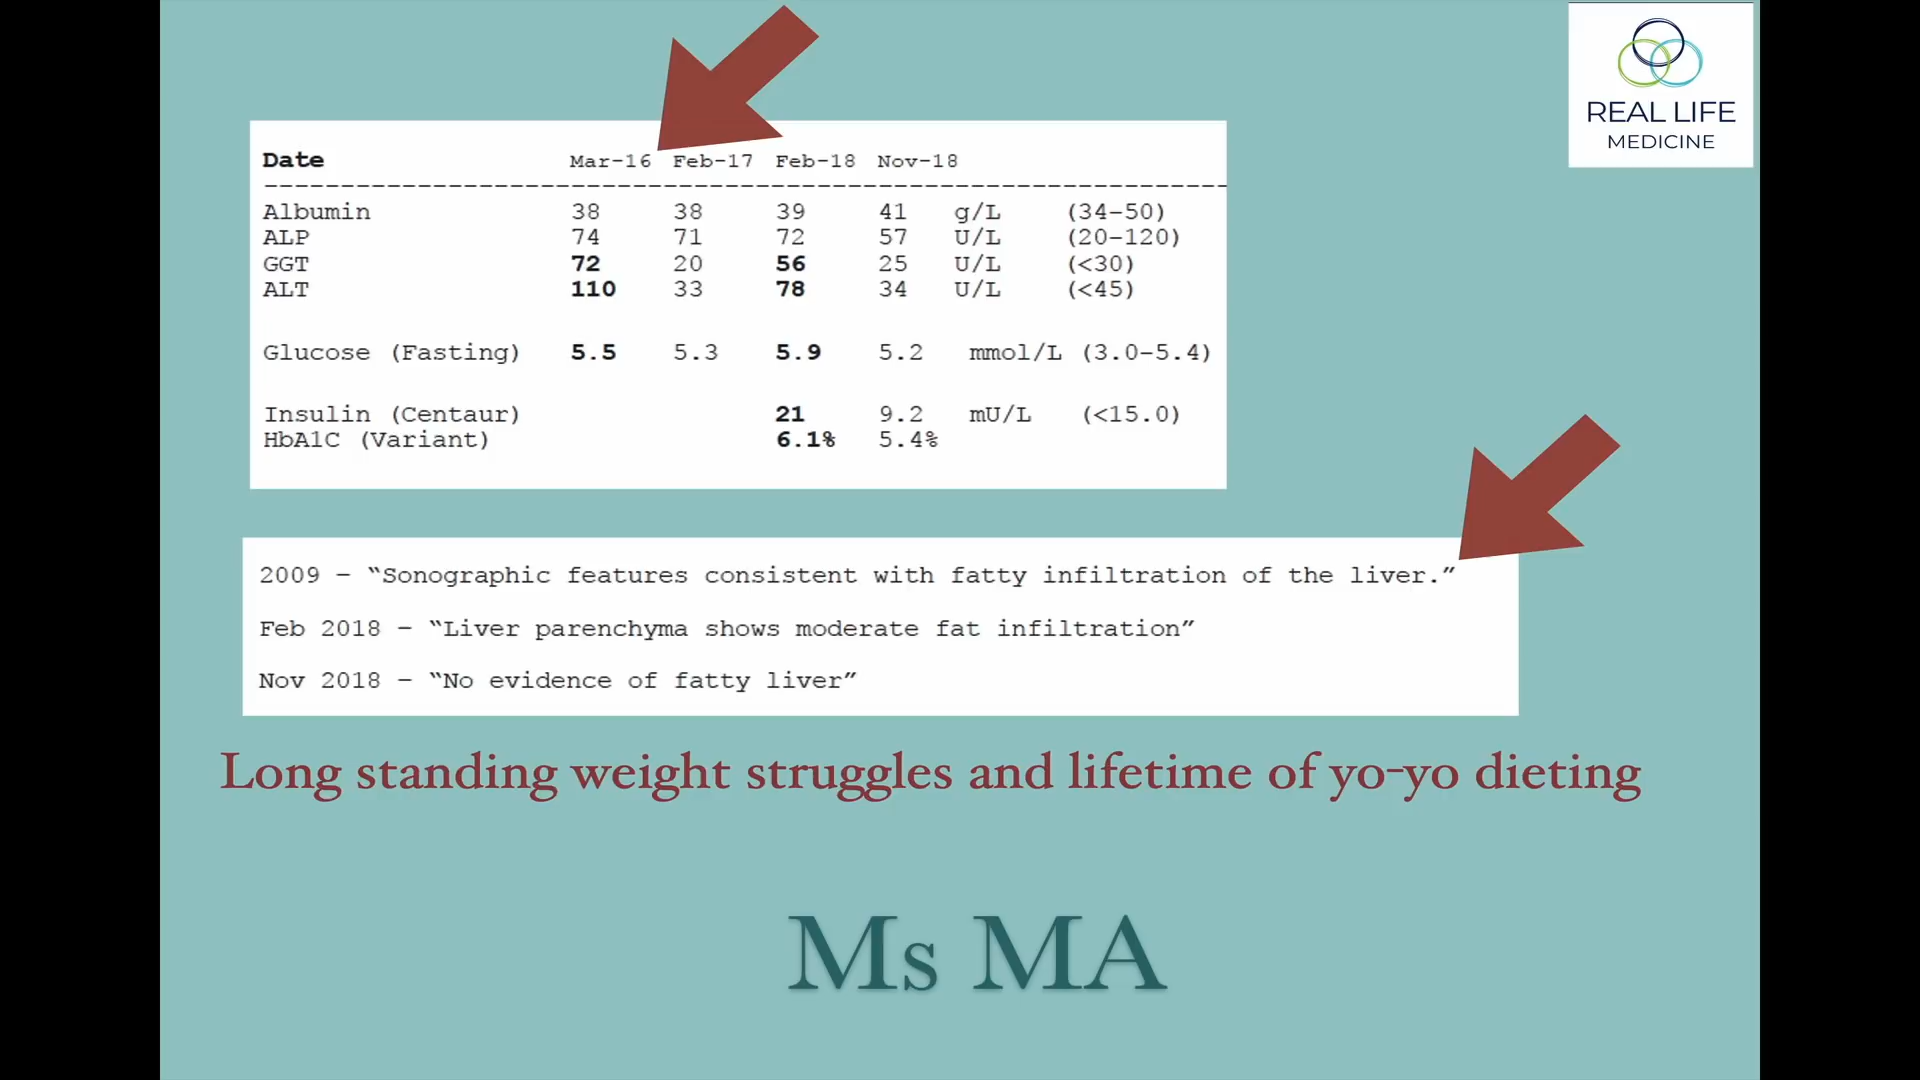 REAL LIFE
MEDICINE
Date Mar-16 Feb-17 Feb-18 Nov-18
--------------------------------------------------------------------------
Albumin 38 38 39 41 g/L (34-50)
ALP 74 71 72 57 U/L (20-120)
GGT 72 20 56 25 U/L (<30)
ALT 110 33 78 34 U/L (<45)
Glucose (Fasting) 5.5 5.3 5.9 5.2 mmol/L (3.0-5.4)
Insulin (Centaur) 21 9.2 mU/L (<15.0)
HbA1C (Variant) 6.1% 5.4%
2009 – “Sonographic features consistent with fatty infiltration of the liver.”
Feb 2018 – “Liver parenchyma shows moderate fat infiltration”
Nov 2018 – “No evidence of fatty liver”
Long standing weight struggles and lifetime of yo-yo dieting
Ms MA